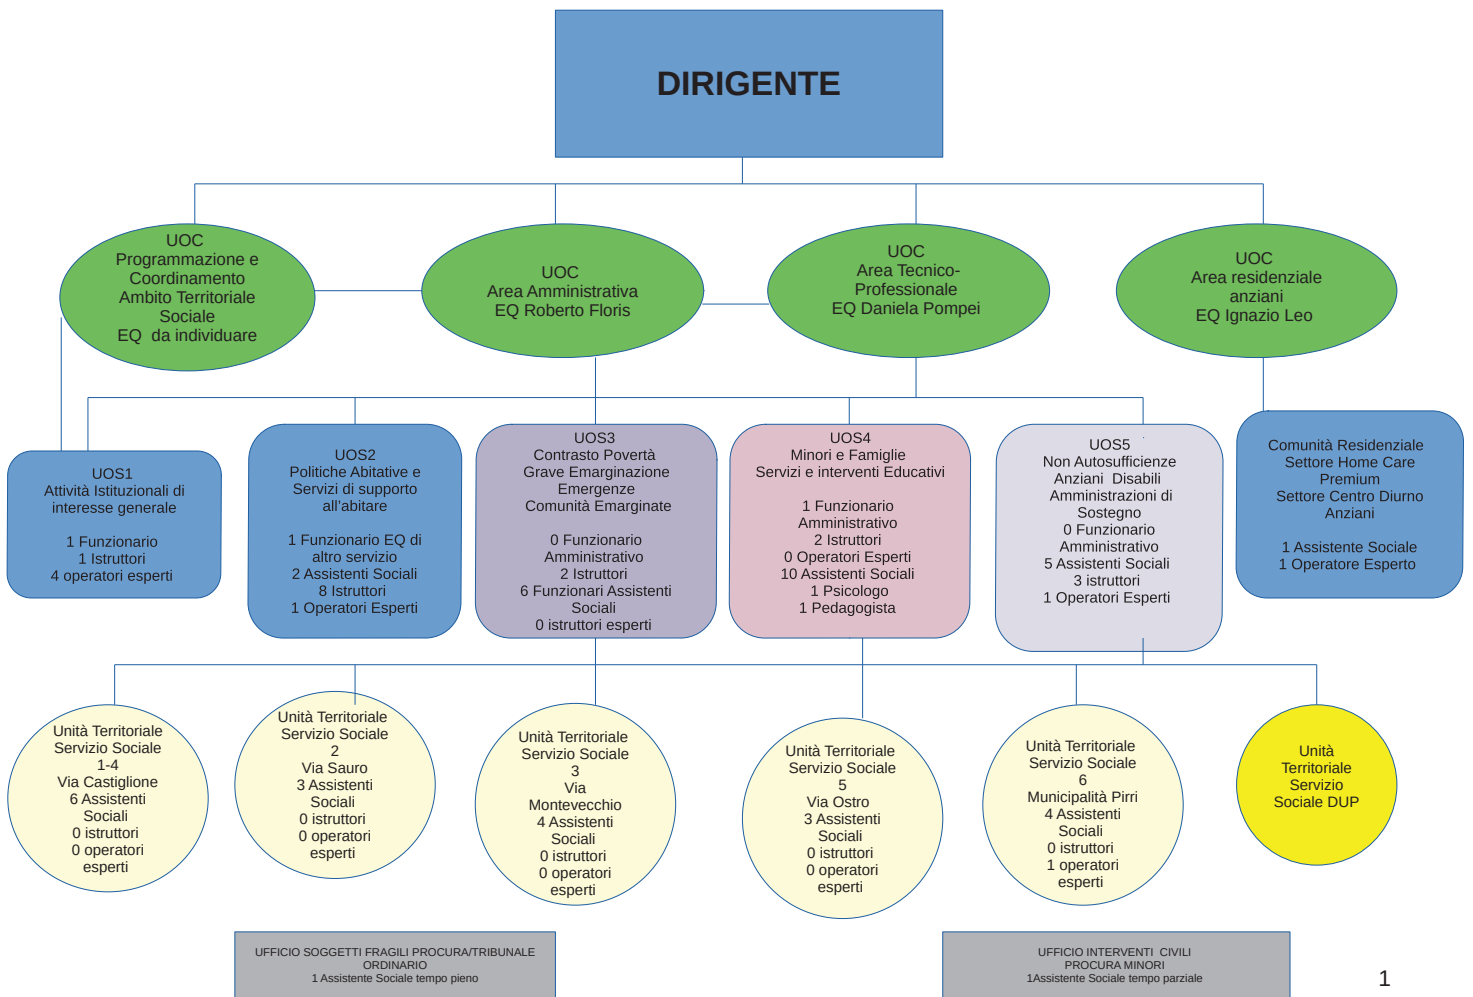 DIRIGENTE
UOC
Programmazione e
Coordinamento
Ambito Territoriale
Sociale
EQ da individuare
UOC
Area Amministrativa
EQ Roberto Floris
UOC
Area Tecnico-
Professionale
EQ Daniela Pompei
UOC
Area residenziale
anziani
EQ Ignazio Leo
UOS1
Attività Istituzionali di
interesse generale
1 Funzionario
1 Istruttori
4 operatori esperti
UOS2
Politiche Abitative e
Servizi di supporto
all'abitare
1 Funzionario EQ di
altro servizio
2 Assistenti Sociali
8 Istruttori
1 Operatori Esperti
UOS3
Contrasto Povertà
Grave Emarginazione
Emergenze
Comunità Emarginate
0 Funzionario
Amministrativo
2 Istruttori
6 Funzionari Assistenti
Sociali
0 istruttori esperti
UOS4
Minori e Famiglie
Servizi e interventi Educativi
1 Funzionario
Amministrativo
2 Istruttori
0 Operatori Esperti
10 Assistenti Sociali
1 Psicologo
1 Pedagogista
UOS5
Non Autosufficienze
Anziani Disabili
Amministrazioni di
Sostegno
0 Funzionario
Amministrativo
5 Assistenti Sociali
3 istruttori
1 Operatori Esperti
Comunità Residenziale
Settore Home Care
Premium
Settore Centro Diurno
Anziani
1 Assistente Sociale
1 Operatore Esperto
Unità Territoriale
Servizio Sociale
1-4
Via Castiglione
6 Assistenti
Sociali
0 istruttori
0 operatori
esperti
Unità Territoriale
Servizio Sociale
2
Via Sauro
3 Assistenti
Sociali
0 istruttori
0 operatori
esperti
Unità Territoriale
Servizio Sociale
3
Via
Montevecchio
4 Assistenti
Sociali
0 istruttori
0 operatori
esperti
Unità Territoriale
Servizio Sociale
5
Via Ostro
3 Assistenti
Sociali
0 istruttori
0 operatori
esperti
Unità Territoriale
Servizio Sociale
6
Municipalità Pirri
4 Assistenti
Sociali
0 istruttori
1 operatori
esperti
Unità
Territoriale
Servizio
Sociale DUP
UFFICIO SOGGETTI FRAGILI PROCURA/TRIBUNALE
ORDINARIO
1 Assistente Sociale tempo pieno
UFFICIO INTERVENTI CIVILI
PROCURA MINORI
1Assistente Sociale tempo parziale
1